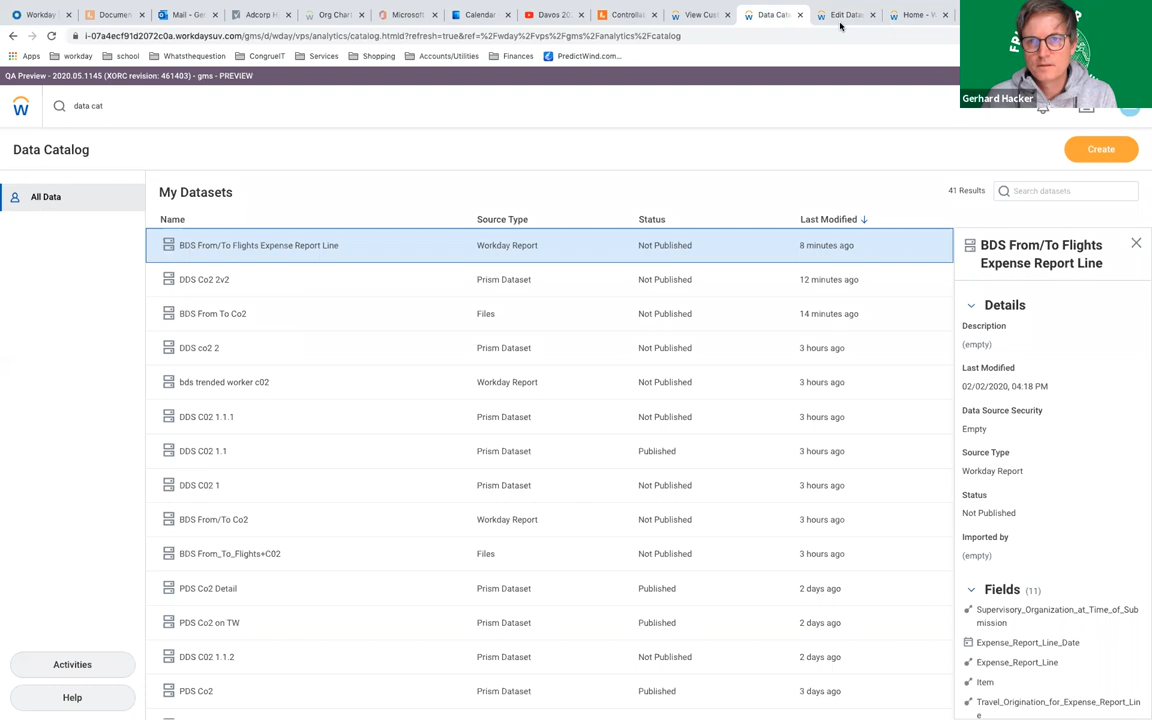 Workday
Documen
Mail - Ger
Adcorp H
Org Chart
Microsoft
Calendar
Davos 20
Controlla
View Cust
Data Cata
Edit Datas
Home - W
i-07a4ecf91d2072c0a.workdaysuv.com/gms/d/wday/vps/analytics/catalog.htmld?refresh=true&ref=%2Fwday%2Fvps%2Fgms%2Fanalytics%2Fcatalog
Apps workday school Whatsthequestion CongruelT Services Shopping Accounts/Utilities Finances PredictWind.com...
QA Preview - 2020.05.1145 (XORC revision: 461403) - gms - PREVIEW
Gerhard Hacker
data cat
Data Catalog
Create
All Data
My Datasets
41 Results
Search datasets
Name Source Type Status Last Modified
BDS From/To Flights Expense Report Line Workday Report Not Published 8 minutes ago
DDS Co2 2v2 Prism Dataset Not Published 12 minutes ago
BDS From To Co2 Files Not Published 14 minutes ago
DDS co2 2 Prism Dataset Not Published 3 hours ago
bds trended worker c02 Workday Report Not Published 3 hours ago
DDS C02 1.1.1 Prism Dataset Not Published 3 hours ago
DDS C02 1.1 Prism Dataset Published 3 hours ago
DDS C02 1 Prism Dataset Not Published 3 hours ago
BDS From/To Co2 Workday Report Not Published 3 hours ago
BDS From_To_Flights+C02 Files Not Published 3 hours ago
PDS Co2 Detail Prism Dataset Published 2 days ago
PDS Co2 on TW Prism Dataset Published 2 days ago
DDS C02 1.1.2 Prism Dataset Not Published 2 days ago
PDS Co2 Prism Dataset Published 3 days ago
BDS From/To Flights
Expense Report Line
Details
Description
(empty)
Last Modified
02/02/2020, 04:18 PM
Data Source Security
Empty
Source Type
Workday Report
Status
Not Published
Imported by
(empty)
Fields (11)
Supervisory_Organization_at_Time_of_Sub
mission
Expense_Report_Line_Date
Expense_Report_Line
Item
Travel_Origination_for_Expense_Report_Lin
e
Activities
Help